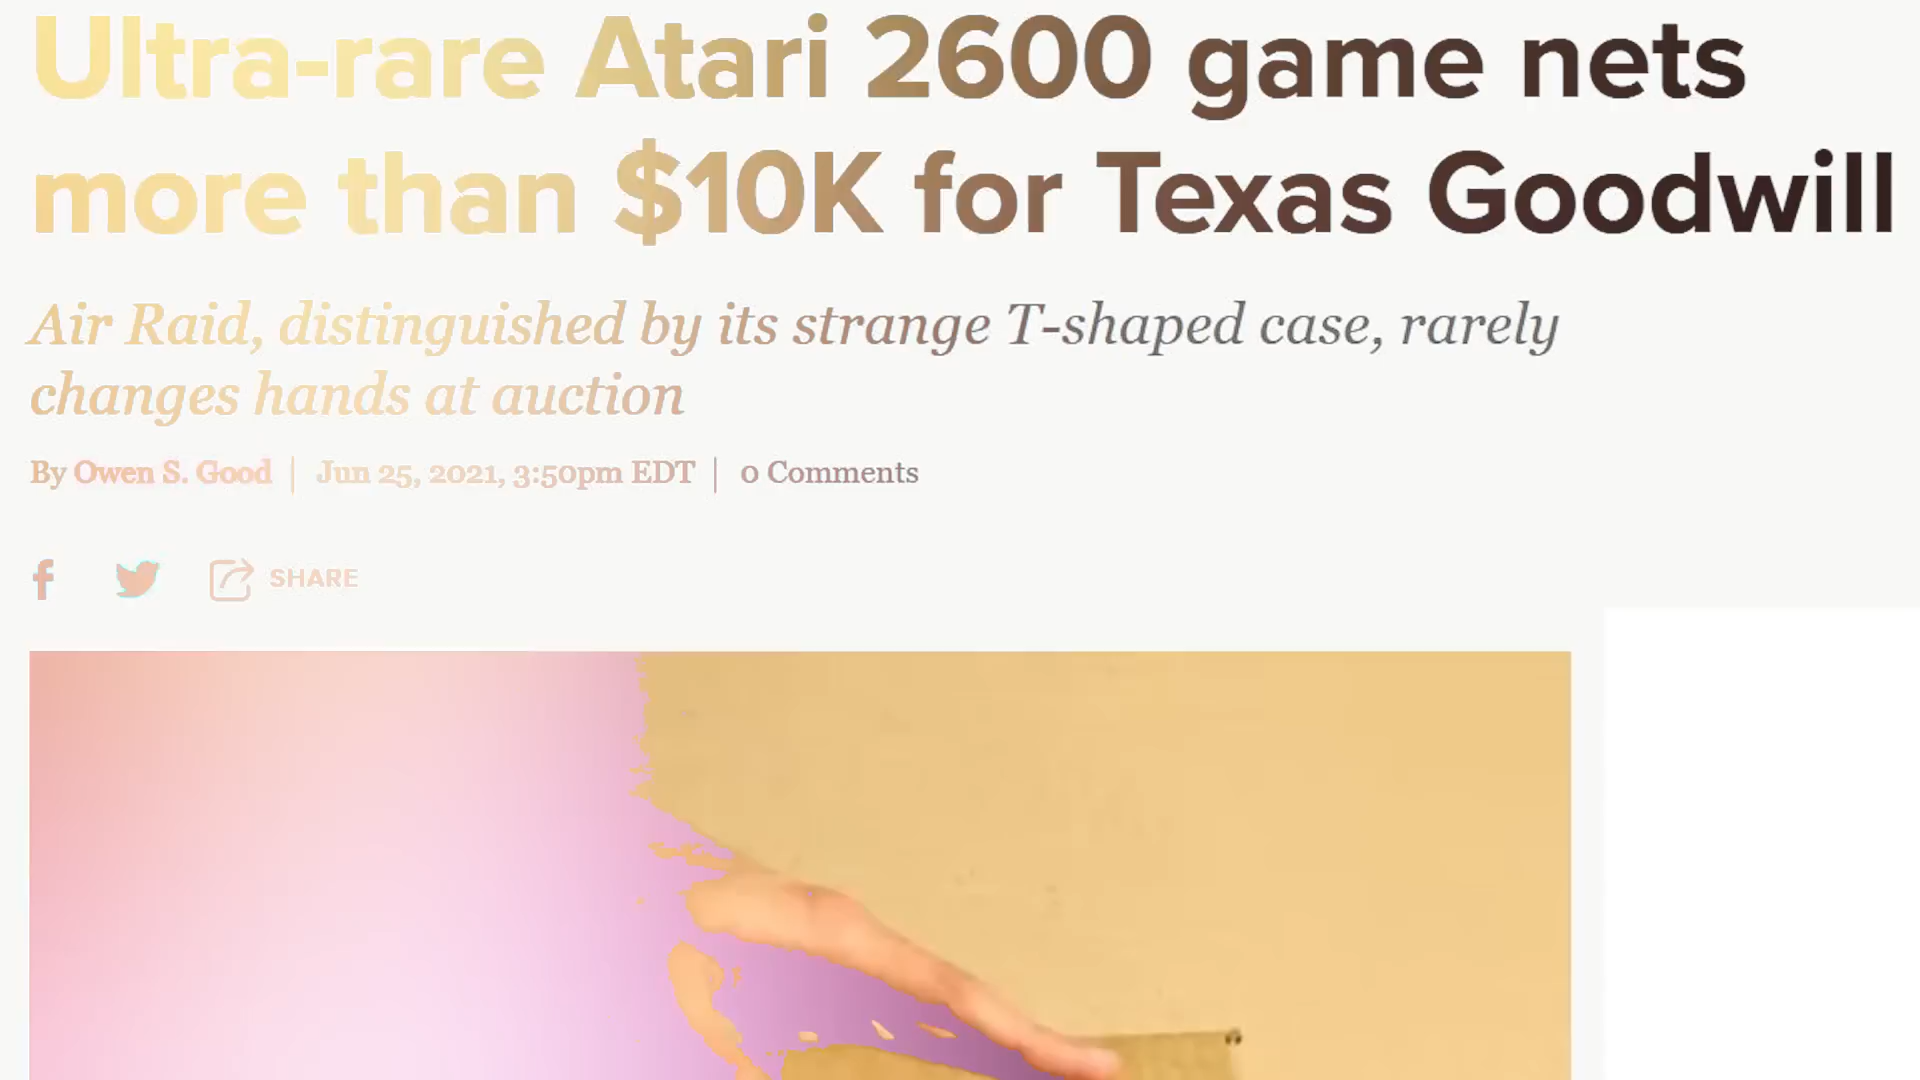 Ultra-rare Atari 2600 game nets
more than $10K for Texas Goodwill
Air Raid, distinguished by its strange T-shaped case, rarely
changes hands at auction
By Owen S. Good | Jun 25, 2021, 3:50pm EDT | 0 Comments
SHARE